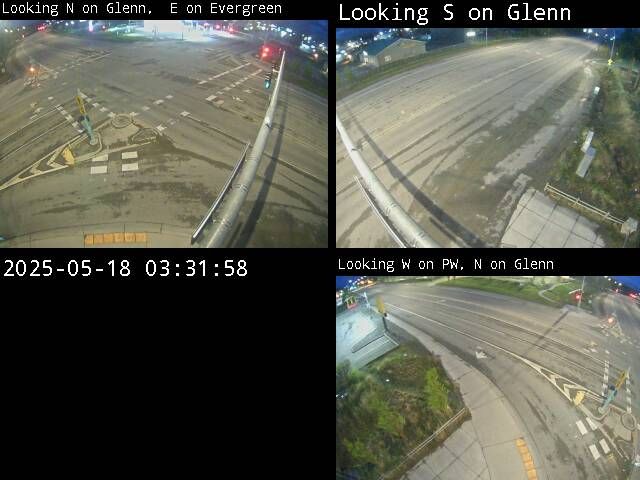 Looking N on Glenn, E on Evergreen
Looking S on Glenn
2025-05-18 03:31:58
Looking W on PW, N on Glenn